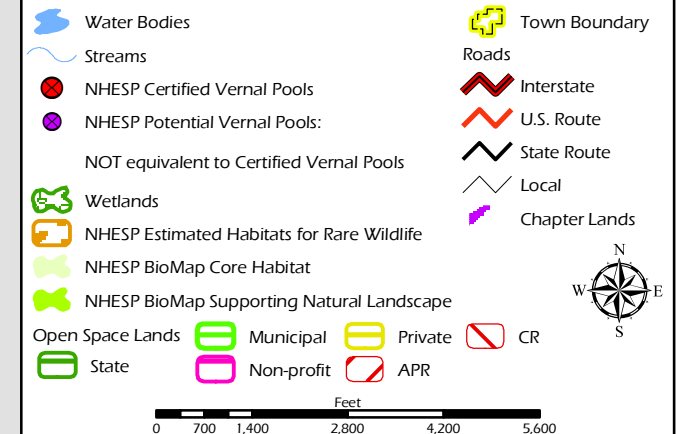 Water Bodies
Streams
NHESP Certified Vernal Pools
NHESP Potential Vernal Pools:
NOT equivalent to Certified Vernal Pools
Wetlands
NHESP Estimated Habitats for Rare Wildlife
NHESP BioMap Core Habitat
NHESP BioMap Supporting Natural Landscape
Town Boundary
Roads
Interstate
U.S. Route
State Route
Local
Chapter Lands
N
W E
S
Open Space Lands Municipal Private CR
State Non-profit APR
Feet
0 700 1,400 2,800 4,200 5,600